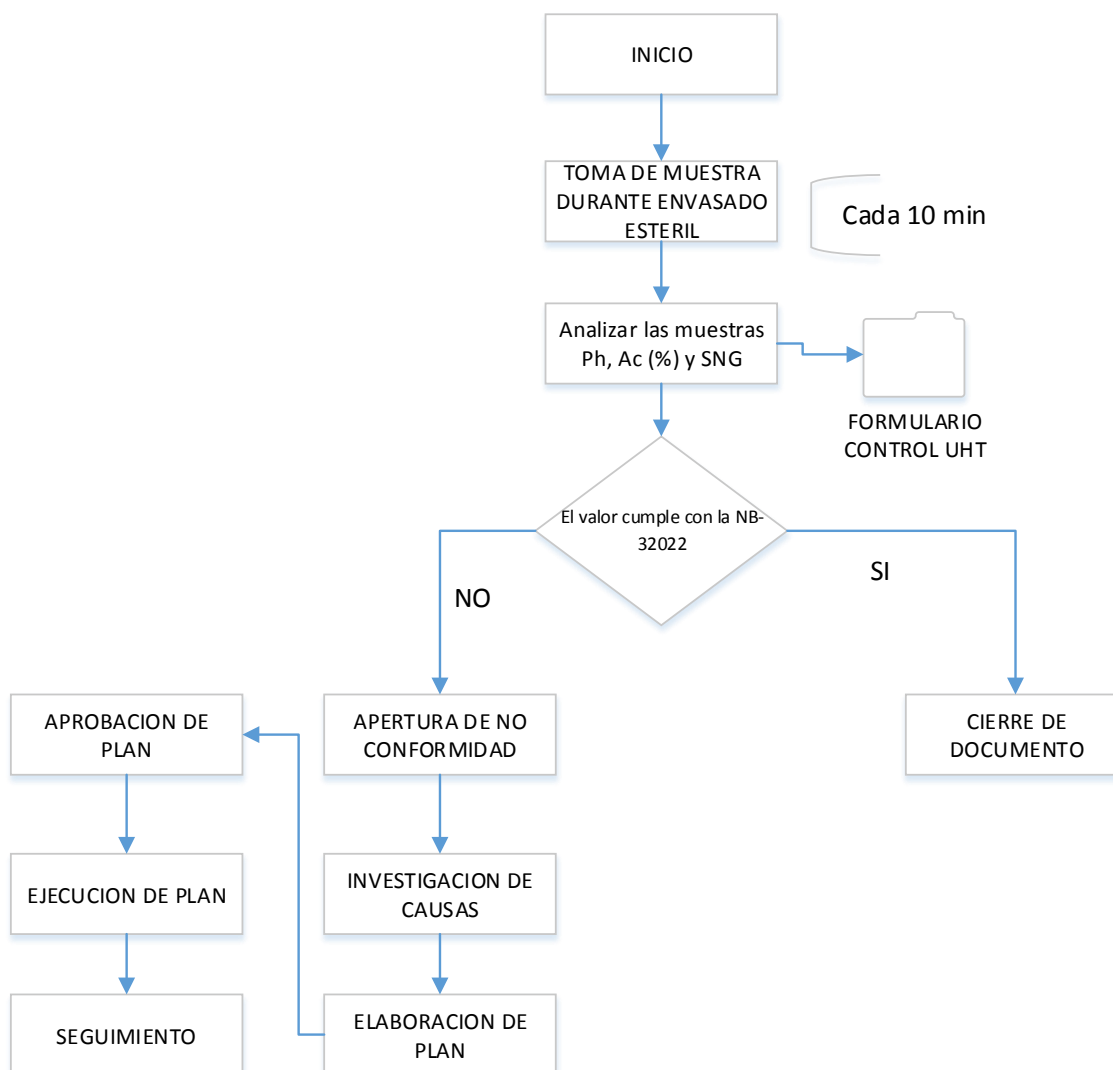 INICIO
TOMA DE MUESTRA
DURANTE ENVASADO
ESTERIL
Cada 10 min
Analizar las muestras
Ph, Ac (%) y SNG
FORMULARIO
CONTROL UHT
El valor cumple con la NB-
32022
NO
SI
APROBACION DE
PLAN
APERTURA DE NO
CONFORMIDAD
CIERRE DE
DOCUMENTO
EJECUCION DE PLAN
INVESTIGACION DE
CAUSAS
SEGUIMIENTO
ELABORACION DE
PLAN